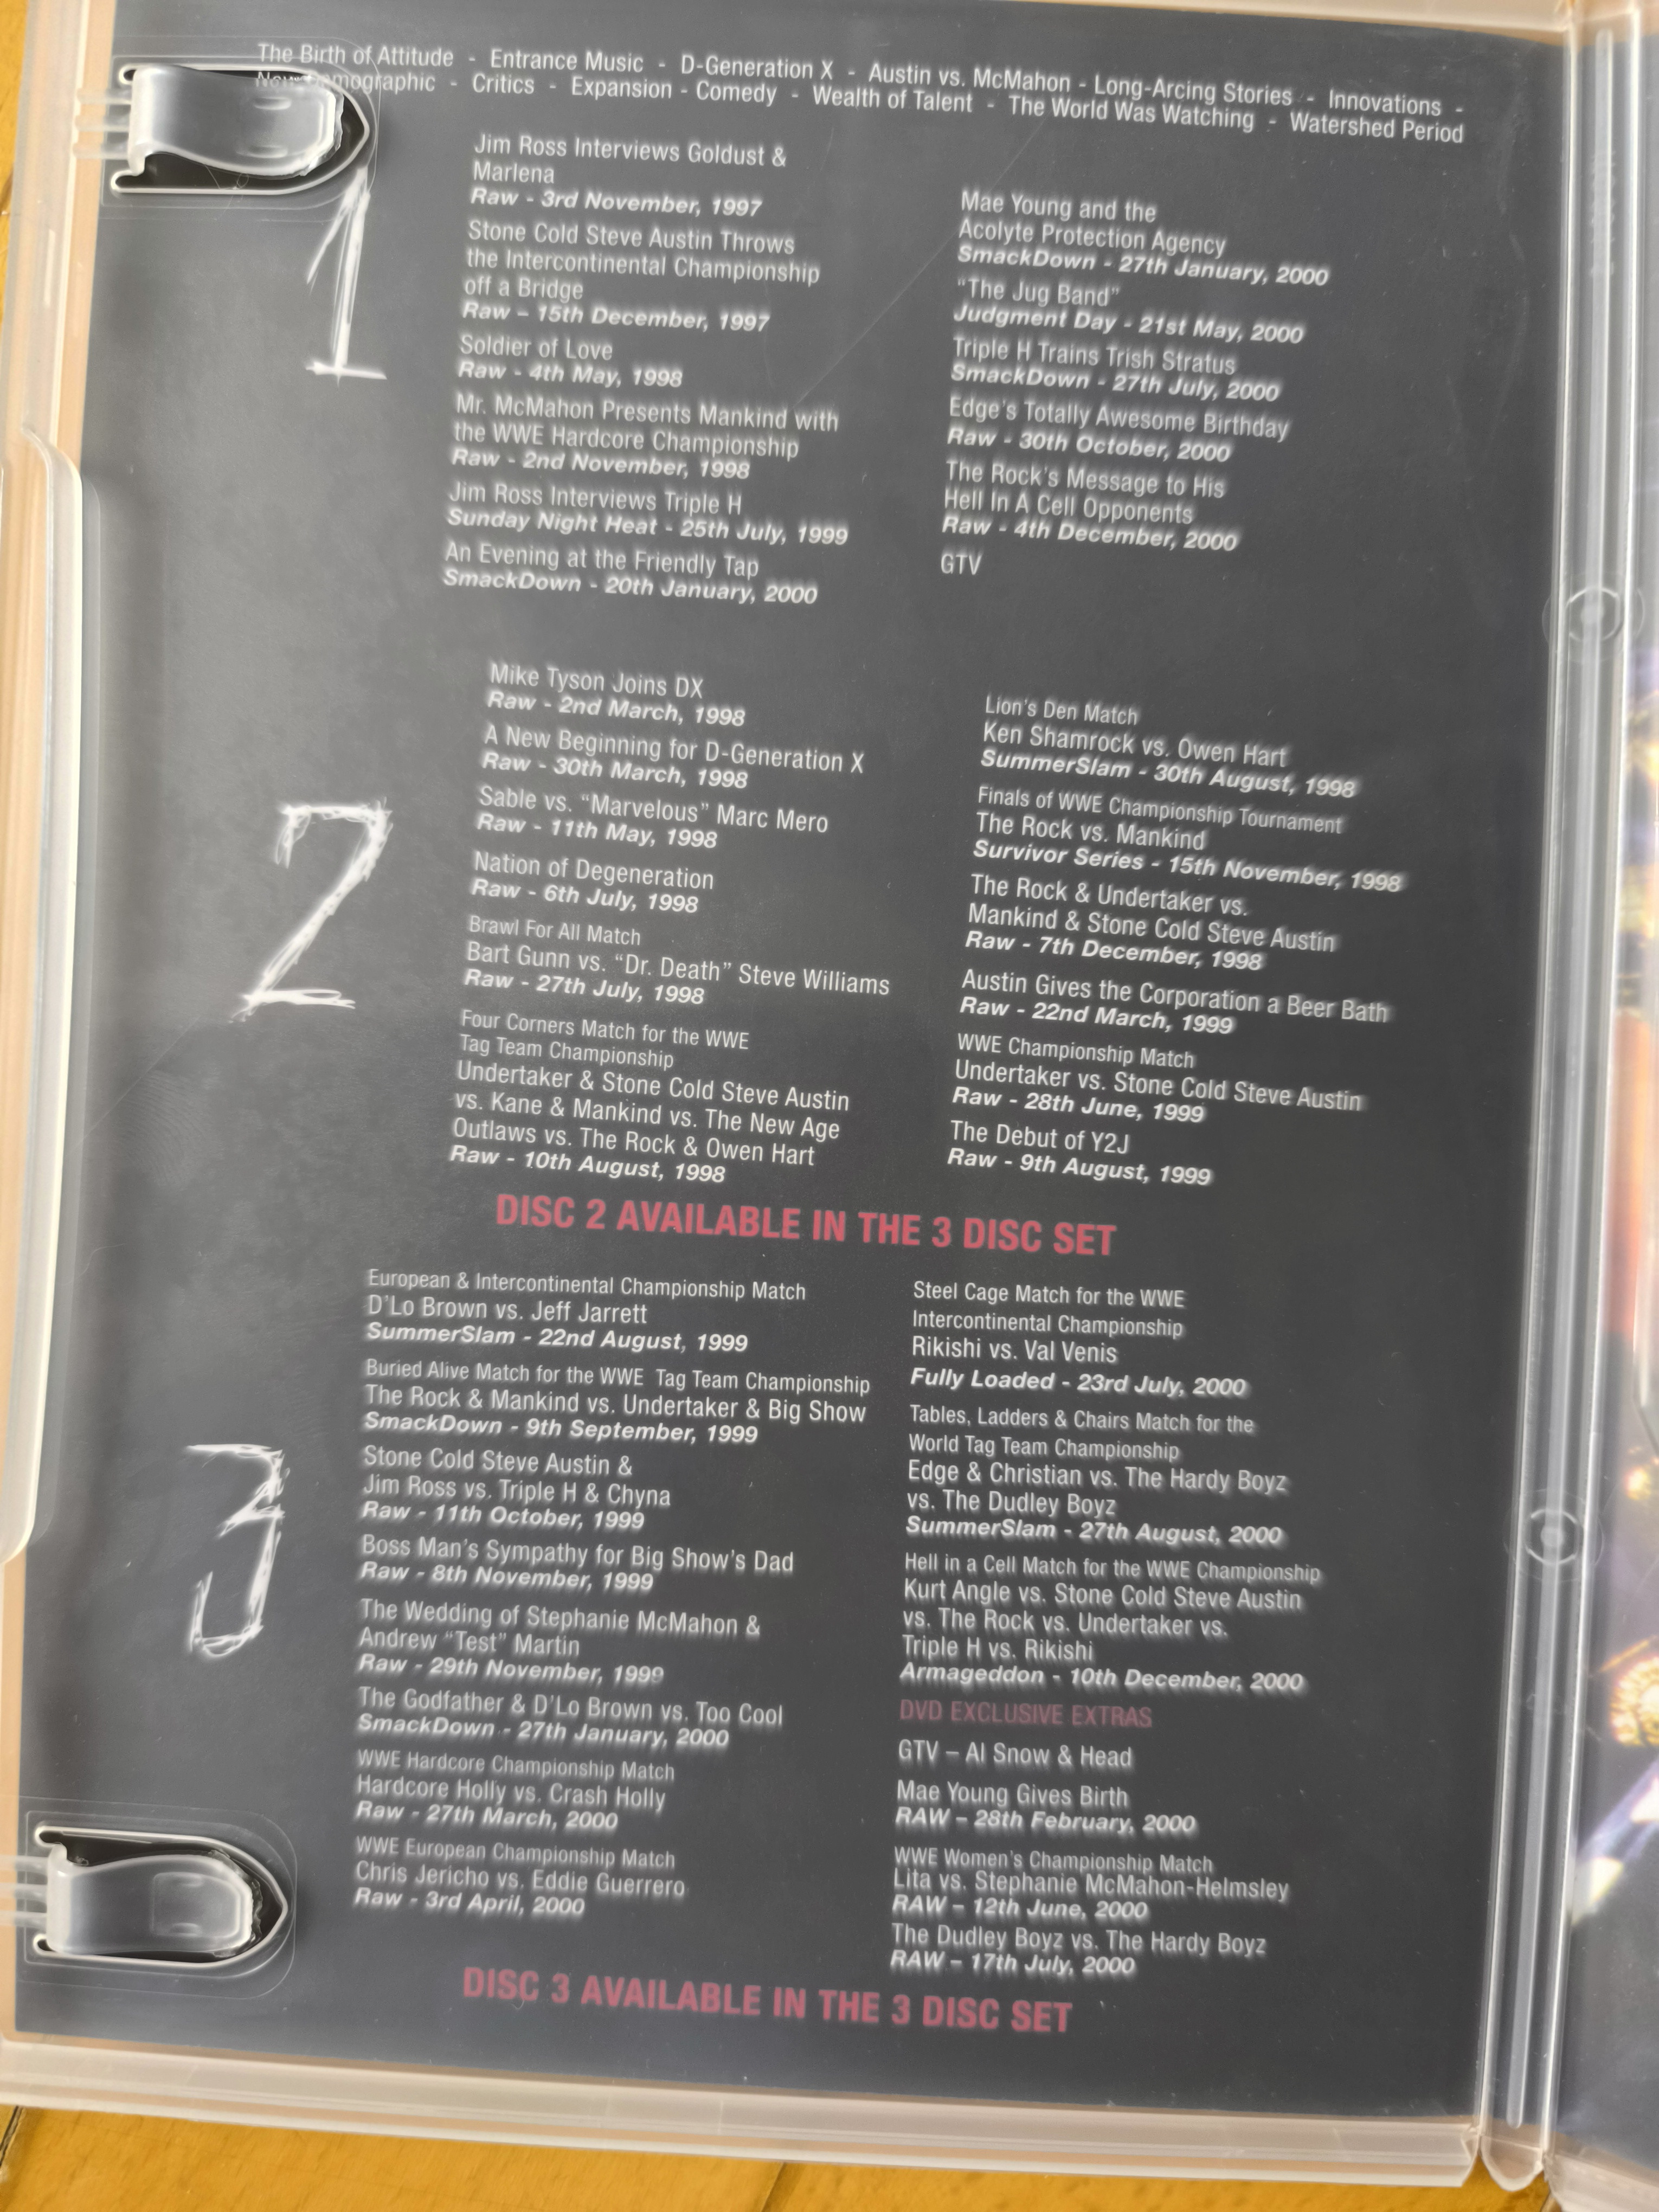 The Birth of Attitude - Entrance Music - D-Generation X - Austin vs. McMahon - Long-Arcing Stories - Innovations -
New Demographic - Critics - Expansion - Comedy - Wealth of Talent - The World Was Watching - Watershed Period
1
Jim Ross Interviews Goldust &
Marlena
Raw - 3rd November, 1997
Stone Cold Steve Austin Throws
the Intercontinental Championship
off a Bridge
Raw – 15th December, 1997
Soldier of Love
Raw - 4th May, 1998
Mr. McMahon Presents Mankind with
the WWE Hardcore Championship
Raw - 2nd November, 1998
Jim Ross Interviews Triple H
Sunday Night Heat - 25th July, 1999
An Evening at the Friendly Tap
SmackDown - 20th January, 2000
Mae Young and the
Acolyte Protection Agency
SmackDown - 27th January, 2000
"The Jug Band"
Judgment Day - 21st May, 2000
Triple H Trains Trish Stratus
SmackDown - 27th July, 2000
Edge's Totally Awesome Birthday
Raw - 30th October, 2000
The Rock's Message to His
Hell In A Cell Opponents
Raw - 4th December, 2000
GTV
2
Mike Tyson Joins DX
Raw - 2nd March, 1998
A New Beginning for D-Generation X
Raw - 30th March, 1998
Sable vs. "Marvelous" Marc Mero
Raw - 11th May, 1998
Nation of Degeneration
Raw - 6th July, 1998
Brawl For All Match
Bart Gunn vs. "Dr. Death" Steve Williams
Raw - 27th July, 1998
Four Corners Match for the WWE
Tag Team Championship
Undertaker & Stone Cold Steve Austin
vs. Kane & Mankind vs. The New Age
Outlaws vs. The Rock & Owen Hart
Raw - 10th August, 1998
Lion's Den Match
Ken Shamrock vs. Owen Hart
SummerSlam - 30th August, 1998
Finals of WWE Championship Tournament
The Rock vs. Mankind
Survivor Series - 15th November, 1998
The Rock & Undertaker vs.
Mankind & Stone Cold Steve Austin
Raw - 7th December, 1998
Austin Gives the Corporation a Beer Bath
Raw - 22nd March, 1999
WWE Championship Match
Undertaker vs. Stone Cold Steve Austin
Raw - 28th June, 1999
The Debut of Y2J
Raw - 9th August, 1999
DISC 2 AVAILABLE IN THE 3 DISC SET
3
European & Intercontinental Championship Match
D'Lo Brown vs. Jeff Jarrett
SummerSlam - 22nd August, 1999
Buried Alive Match for the WWE Tag Team Championship
The Rock & Mankind vs. Undertaker & Big Show
SmackDown - 9th September, 1999
Stone Cold Steve Austin &
Jim Ross vs. Triple H & Chyna
Raw - 11th October, 1999
Boss Man's Sympathy for Big Show's Dad
Raw - 8th November, 1999
The Wedding of Stephanie McMahon &
Andrew "Test" Martin
Raw - 29th November, 1999
The Godfather & D'Lo Brown vs. Too Cool
SmackDown - 27th January, 2000
WWE Hardcore Championship Match
Hardcore Holly vs. Crash Holly
Raw - 27th March, 2000
WWE European Championship Match
Chris Jericho vs. Eddie Guerrero
Raw - 3rd April, 2000
Steel Cage Match for the WWE
Intercontinental Championship
Rikishi vs. Val Venis
Fully Loaded - 23rd July, 2000
Tables, Ladders & Chairs Match for the
World Tag Team Championship
Edge & Christian vs. The Hardy Boyz
vs. The Dudley Boyz
SummerSlam - 27th August, 2000
Hell in a Cell Match for the WWE Championship
Kurt Angle vs. Stone Cold Steve Austin
vs. The Rock vs. Undertaker vs.
Triple H vs. Rikishi
Armageddon - 10th December, 2000
DVD EXCLUSIVE EXTRAS
GTV – Al Snow & Head
Mae Young Gives Birth
RAW – 28th February, 2000
WWE Women's Championship Match
Lita vs. Stephanie McMahon-Helmsley
RAW – 12th June, 2000
The Dudley Boyz vs. The Hardy Boyz
RAW – 17th July, 2000
DISC 3 AVAILABLE IN THE 3 DISC SET